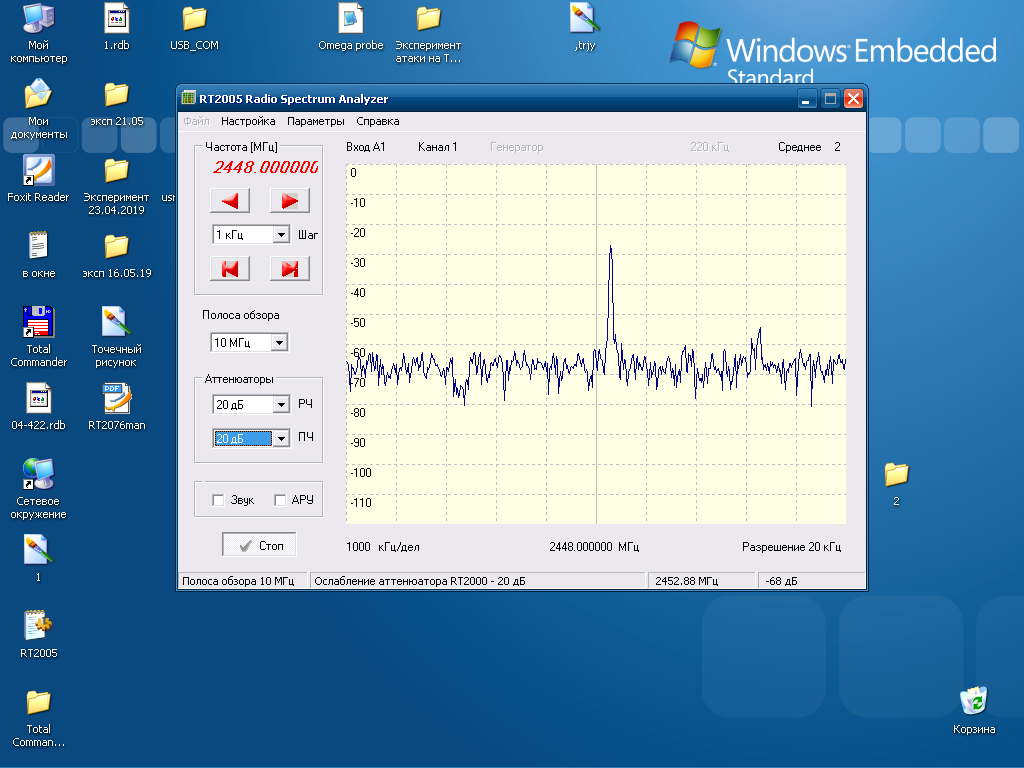 Мой
компьютер
1.rdb
USB_COM
Omega probe
Эксперимент
атаки на Т...
,trjy
Windows Embedded
Standard
Мои
документы
эксп 21.05
Foxit Reader
Эксперимент
23.04.2019
usr
в окне
эксп 16.05.19
Total
Commander
Точечный
рисунок
04-422.rdb
PDF
RT2076man
Сетевое
окружение
1
RT2005
Total
Comman...
2
Корзина
RT2005 Radio Spectrum Analyzer
Файл Настройка Параметры Справка
Частота [МГц]
2448.000000
1 кГц Шаг
Полоса обзора
10 МГц
Аттенюаторы
20 дБ РЧ
20 дБ ПЧ
Звук АРУ
Стоп
Вход А1 Канал 1 Генератор 220 кГц Среднее 2
0
-10
-20
-30
-40
-50
-60
-70
-80
-90
-100
-110
1000 кГц/дел 2448.000000 МГц Разрешение 20 кГц
Полоса обзора 10 МГц Ослабление аттенюатора RT2000 - 20 дБ 2452.88 МГц -68 дБ